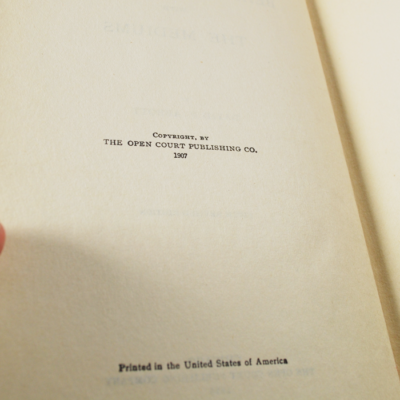 Copyright, by
THE OPEN COURT PUBLISHING CO.
1907
Printed in the United States of America